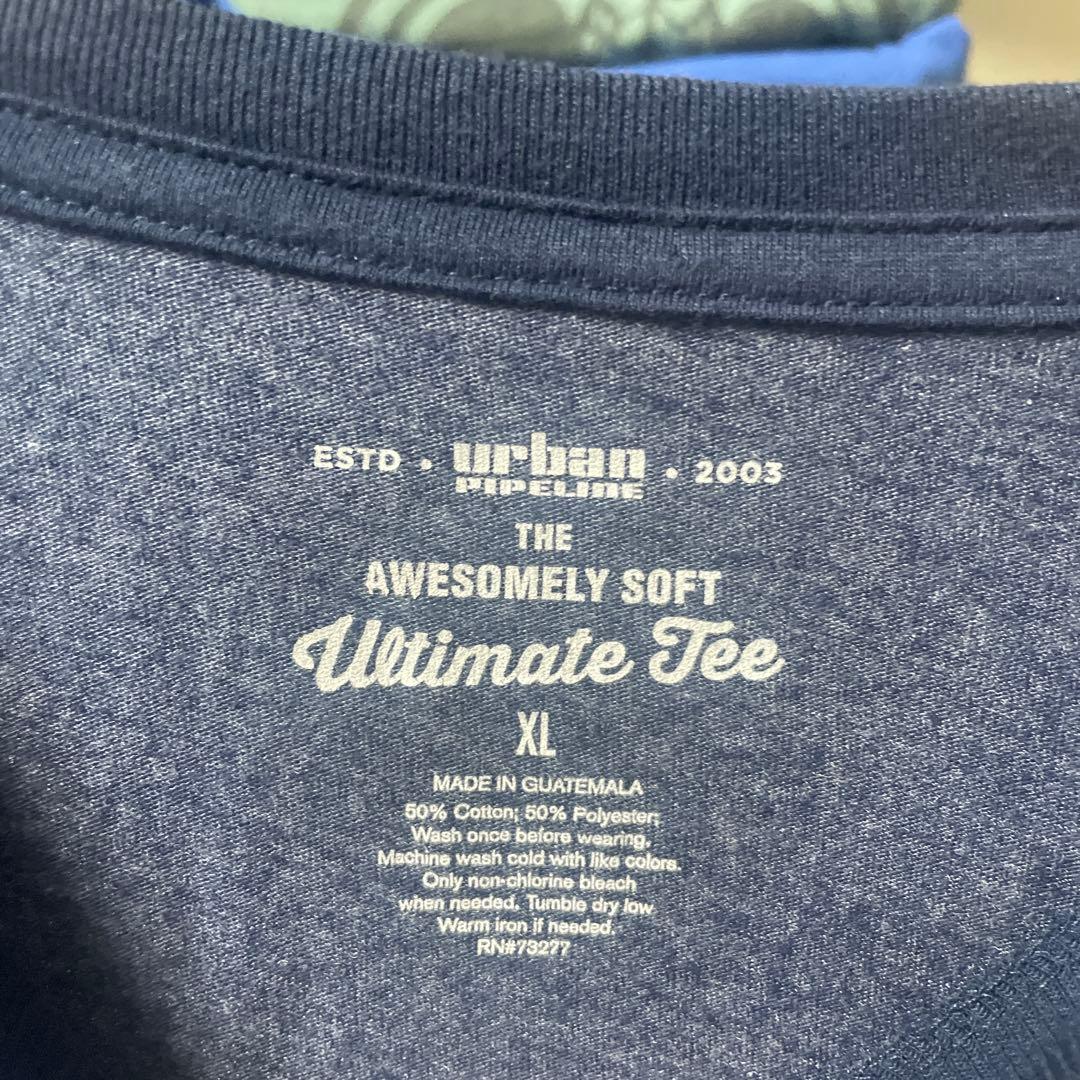 ESTD • urban • 2003
PIPELINE
THE
AWESOMELY SOFT
Ultimate Tee
XL
MADE IN GUATEMALA
50% Cotton; 50% Polyester;
Wash once before wearing.
Machine wash cold with like colors.
Only non-chlorine bleach
when needed. Tumble dry low
Warm iron if needed.
RN#73277